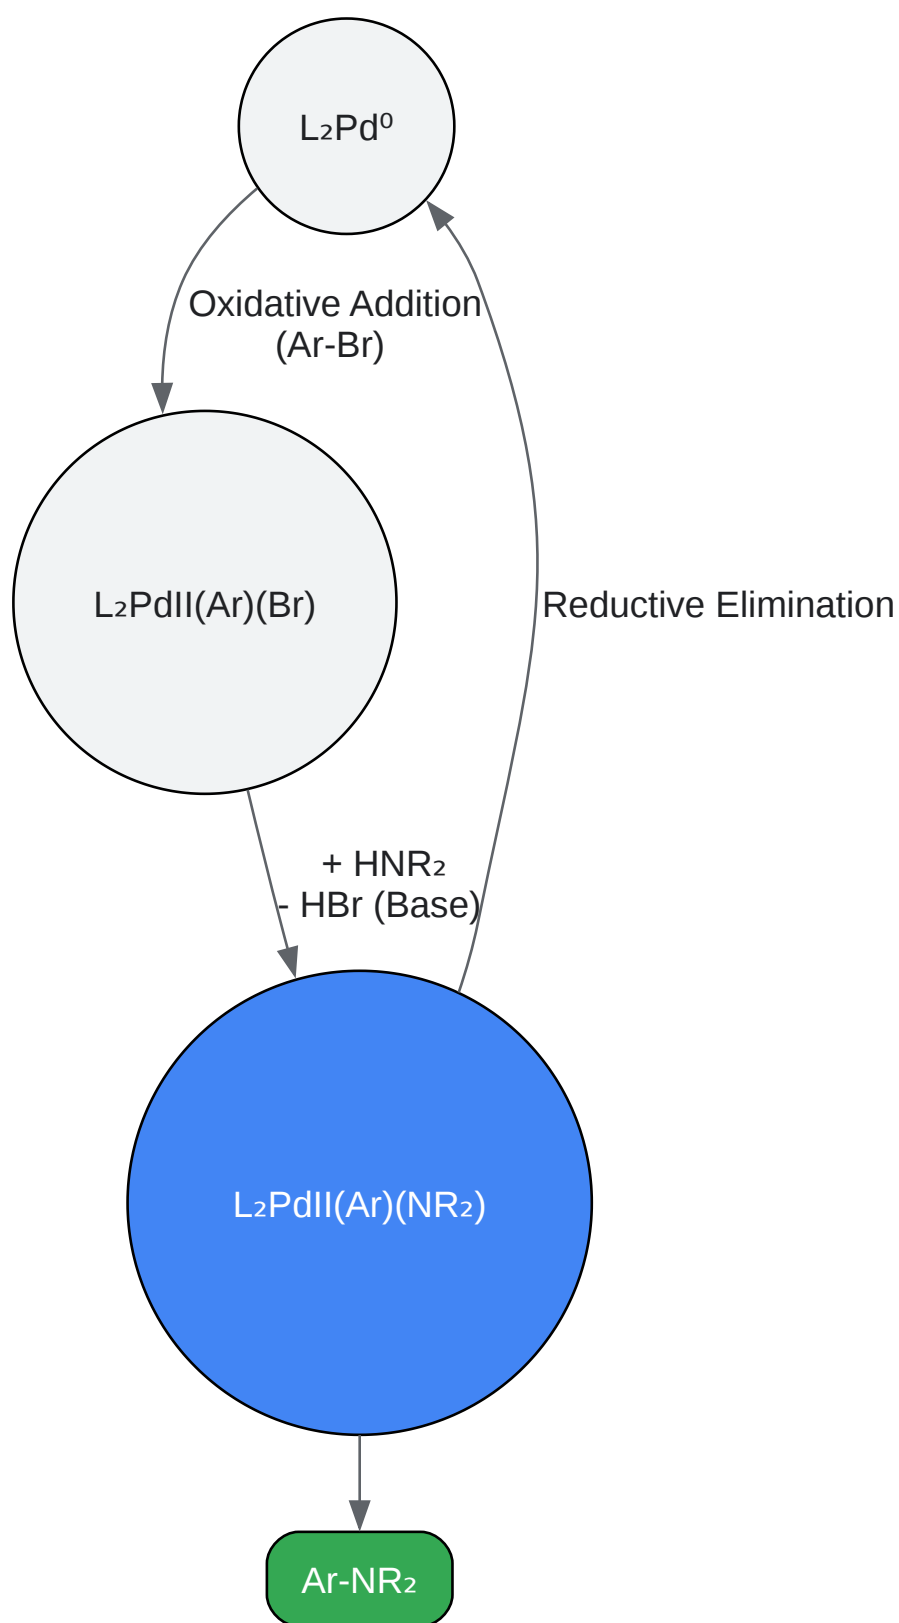 L₂Pd⁰
Oxidative Addition
(Ar-Br)
L₂PdII(Ar)(Br)
Reductive Elimination
+ HNR₂
- HBr (Base)
L₂PdII(Ar)(NR₂)
Ar-NR₂